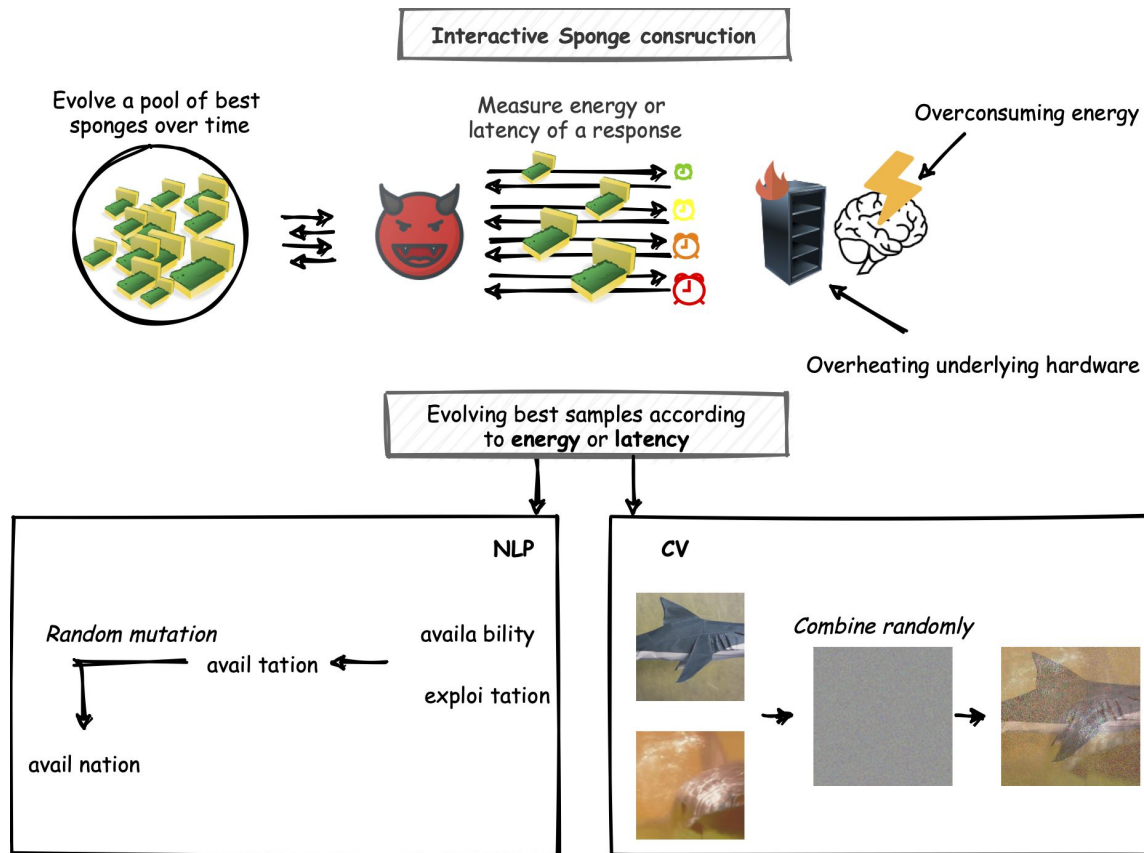 Interactive Sponge consruction
Evolve a pool of best
sponges over time
Measure energy or
latency of a response
Overconsuming energy
Overheating underlying hardware
Evolving best samples according
to energy or latency
NLP
Random mutation
availa bility
avail tation
exploi tation
avail nation
CV
Combine randomly